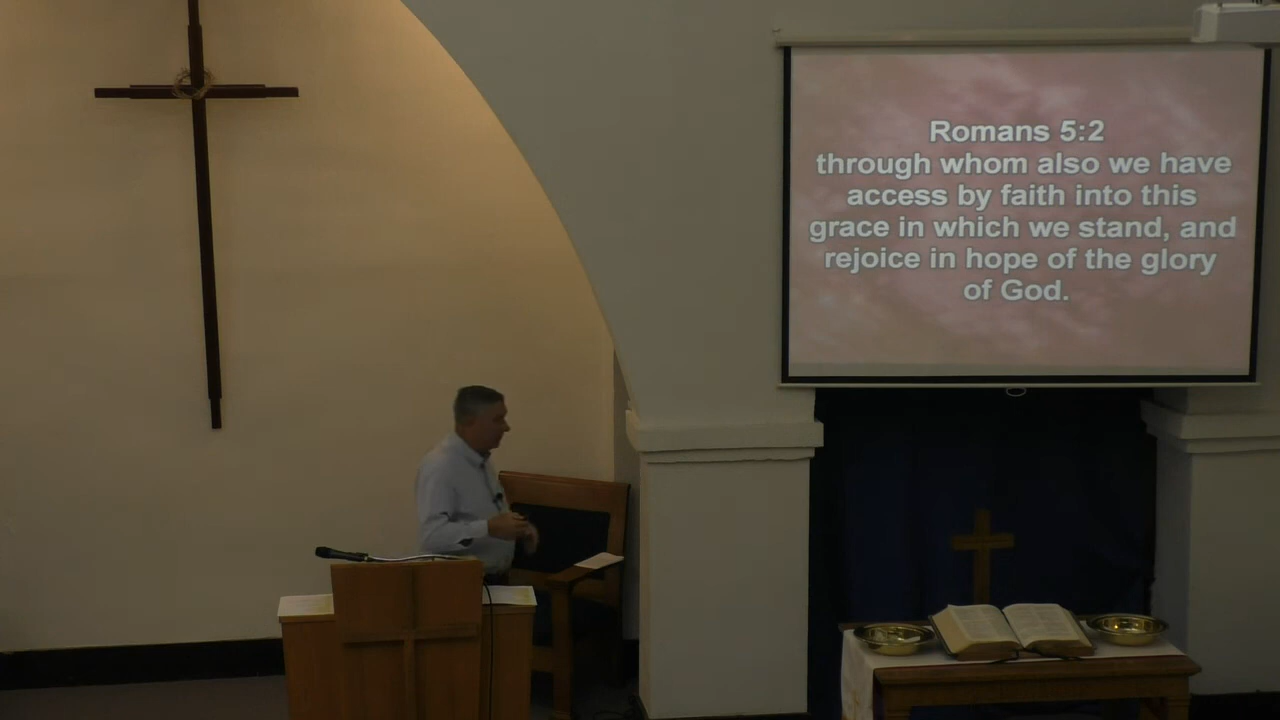 Romans 5:2
through whom also we have
access by faith into this
grace in which we stand, and
rejoice in hope of the glory
of God.